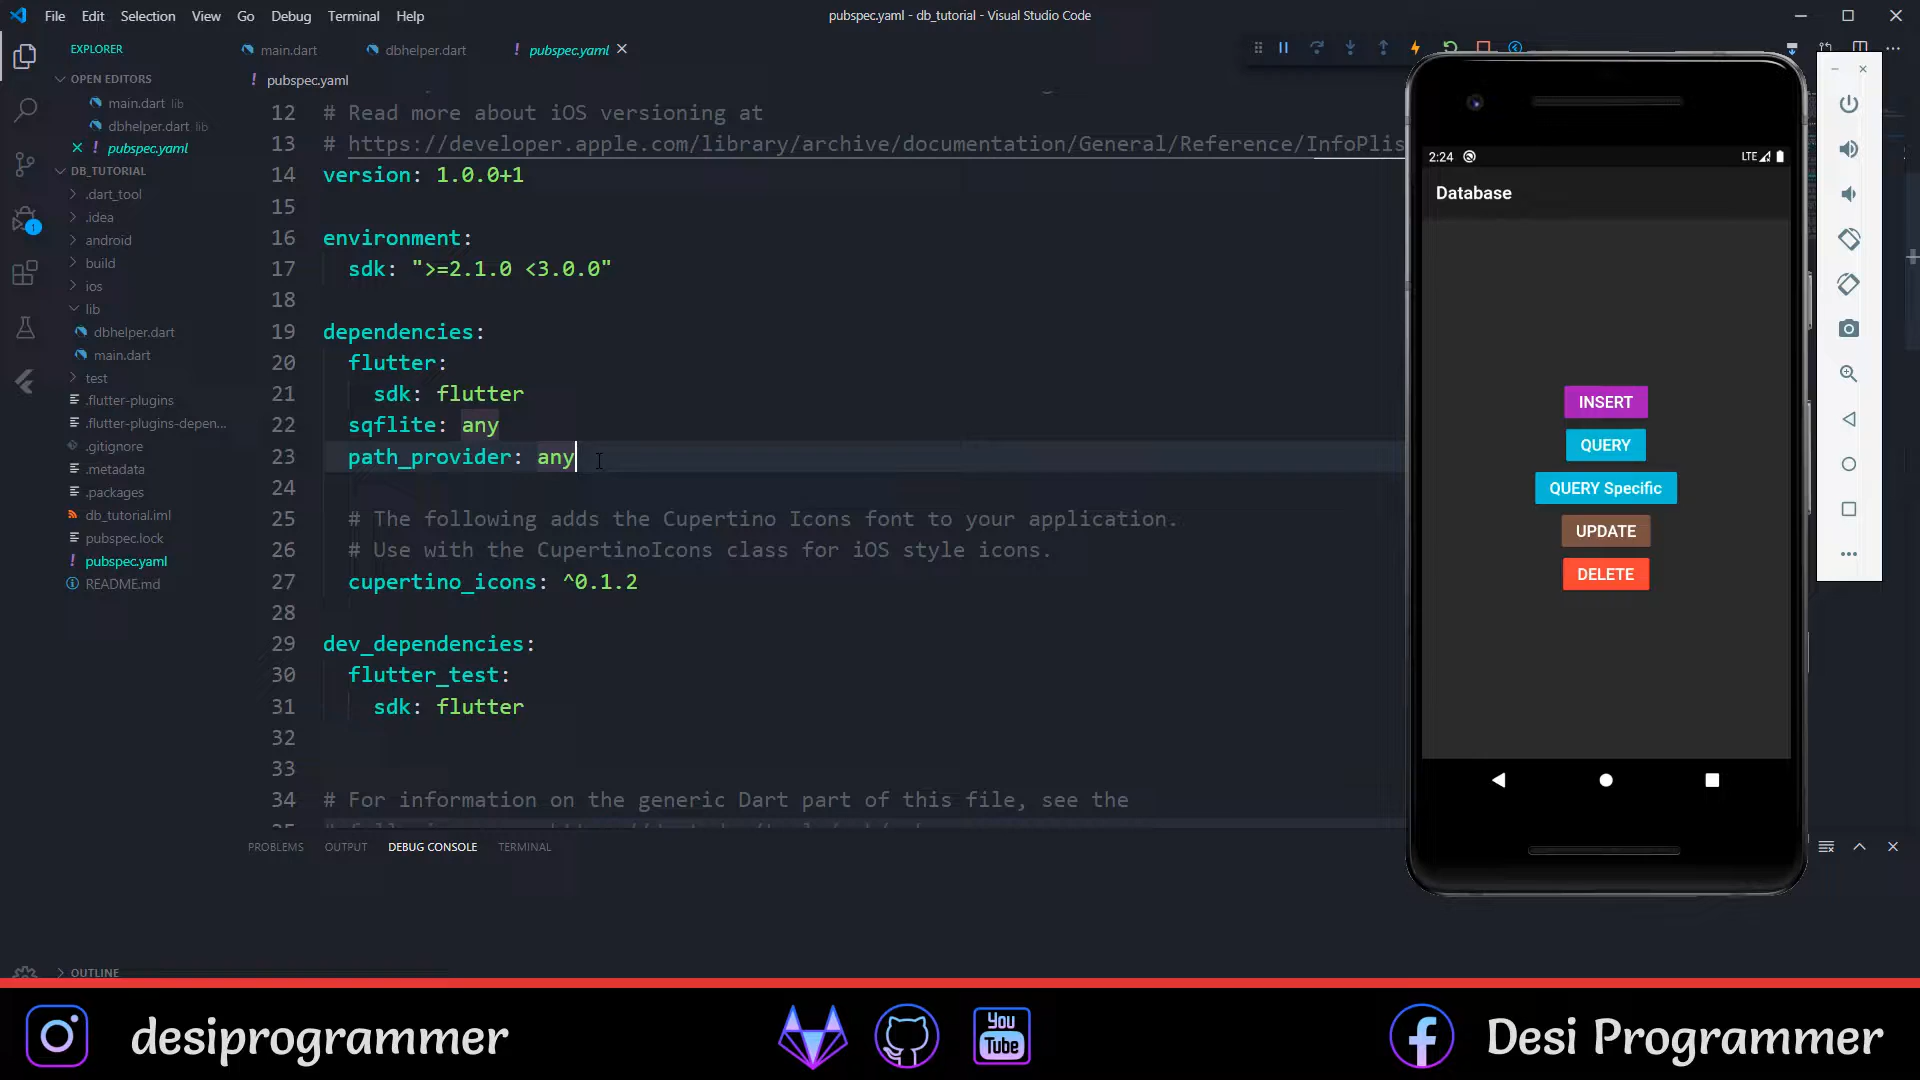 File Edit Selection View Go Debug Terminal Help
pubspec.yaml - db_tutorial - Visual Studio Code
EXPLORER
main.dart
dbhelper.dart
! pubspec.yaml
OPEN EDITORS
main.dart lib
dbhelper.dart lib
! pubspec.yaml
DB_TUTORIAL
.dart_tool
.idea
android
build
ios
lib
dbhelper.dart
main.dart
test
.flutter-plugins
.flutter-plugins-depen...
.gitignore
.metadata
.packages
db_tutorial.iml
pubspec.lock
! pubspec.yaml
README.md
OUTLINE
1
! pubspec.yaml
12 # Read more about iOS versioning at
13 # https://developer.apple.com/library/archive/documentation/General/Reference/InfoPlis
14 version: 1.0.0+1
15
16 environment:
17 sdk: ">=2.1.0 <3.0.0"
18
19 dependencies:
20 flutter:
21 sdk: flutter
22 sqflite: any
23 path_provider: any
24
25 # The following adds the Cupertino Icons font to your application.
26 # Use with the CupertinoIcons class for iOS style icons.
27 cupertino_icons: ^0.1.2
28
29 dev_dependencies:
30 flutter_test:
31 sdk: flutter
32
33
34 # For information on the generic Dart part of this file, see the
PROBLEMS OUTPUT DEBUG CONSOLE TERMINAL
2:24
LTE
Database
INSERT
QUERY
QUERY Specific
UPDATE
DELETE
desiprogrammer
You
Tube
Desi Programmer